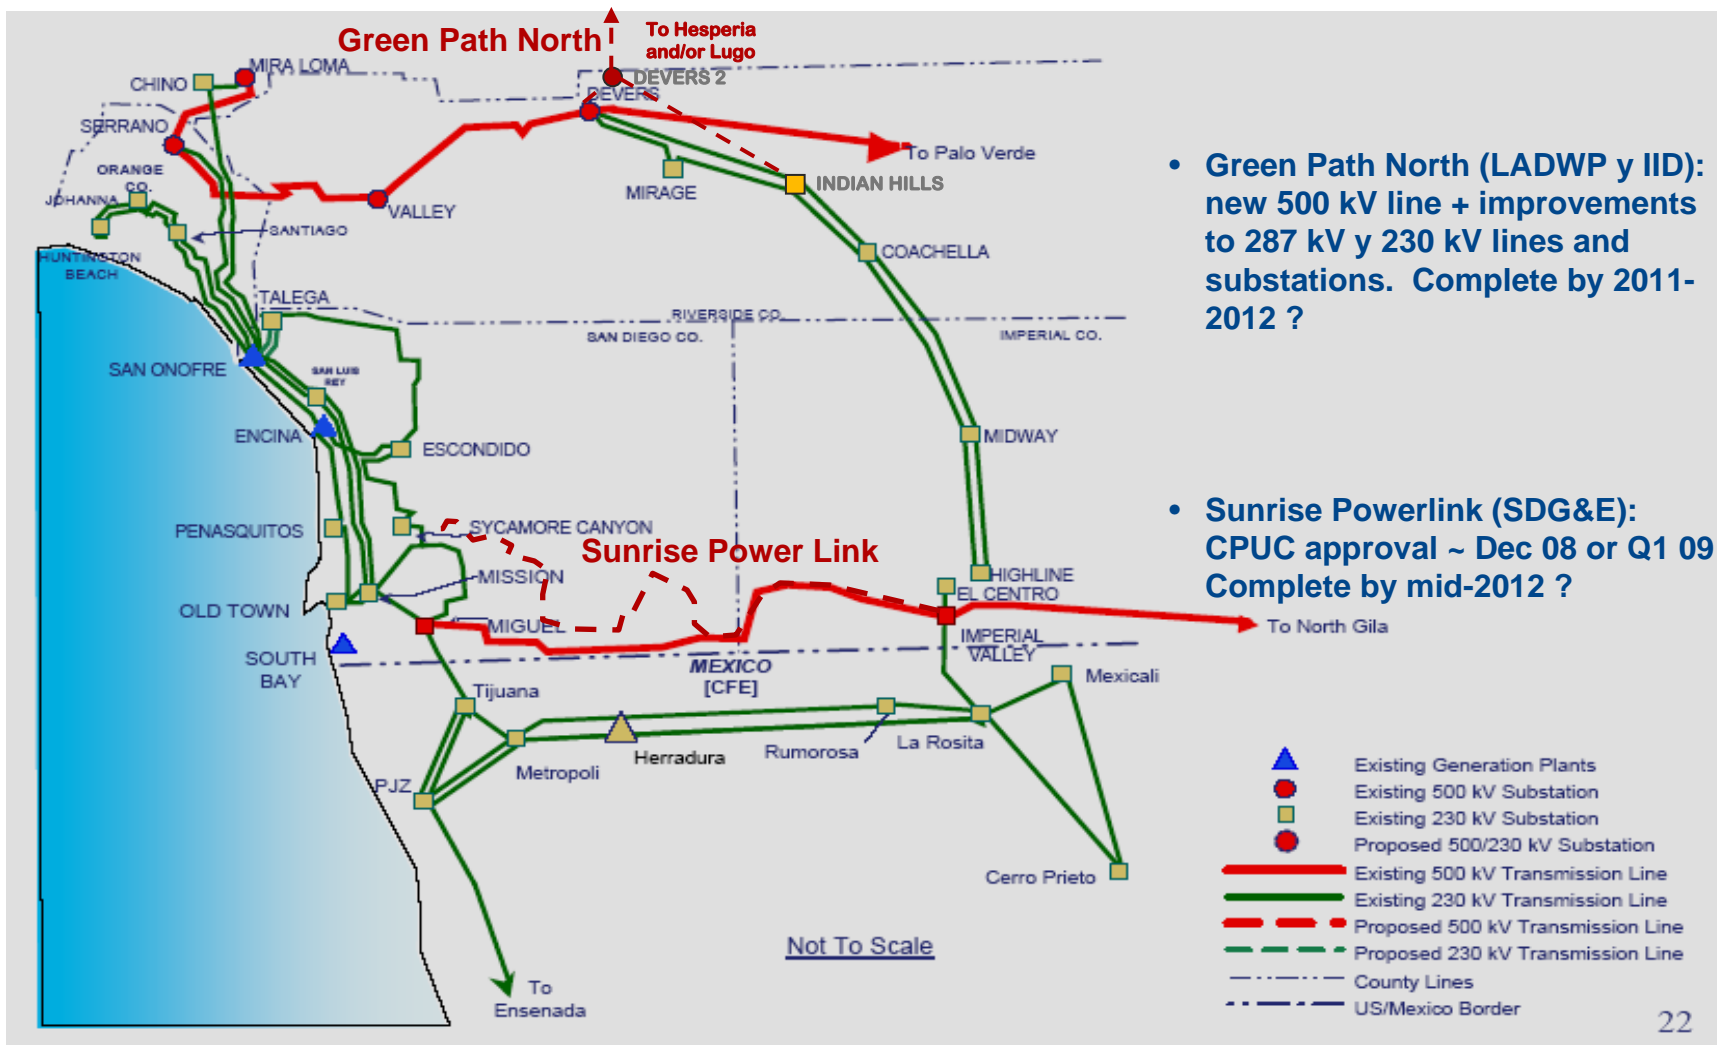 Green Path North
To Hesperia
and/or Lugo
MIRA LOMA
CHINO
DEVERS 2
DEVERS
SERRANO
To Palo Verde
ORANGE
CO.
MIRAGE
INDIAN HILLS
JOHANNA
VALLEY
SANTIAGO
COACHELLA
HUNTINGTON
BEACH
TALEGA
RIVERSIDE CO.
SAN DIEGO CO.
IMPERIAL CO.
SAN ONOFRE
SAN LUIS
REY
ENCINA
ESCONDIDO
MIDWAY
PENASQUITOS
SYCAMORE CANYON
Sunrise Power Link
MISSION
HIGHLINE
EL CENTRO
OLD TOWN
MIGUEL
To North Gila
IMPERIAL
VALLEY
SOUTH
BAY
MEXICO
[CFE]
Mexicali
Tijuana
Rumorosa
La Rosita
Herradura
Metropoli
PJZ
Cerro Prieto
Not To Scale
To
Ensenada
• Green Path North (LADWP y IID):
new 500 kV line + improvements
to 287 kV y 230 kV lines and
substations. Complete by 2011-
2012 ?
• Sunrise Powerlink (SDG&E):
CPUC approval ~ Dec 08 or Q1 09
Complete by mid-2012 ?
Existing Generation Plants
Existing 500 kV Substation
Existing 230 kV Substation
Proposed 500/230 kV Substation
Existing 500 kV Transmission Line
Existing 230 kV Transmission Line
Proposed 500 kV Transmission Line
Proposed 230 kV Transmission Line
County Lines
US/Mexico Border
22